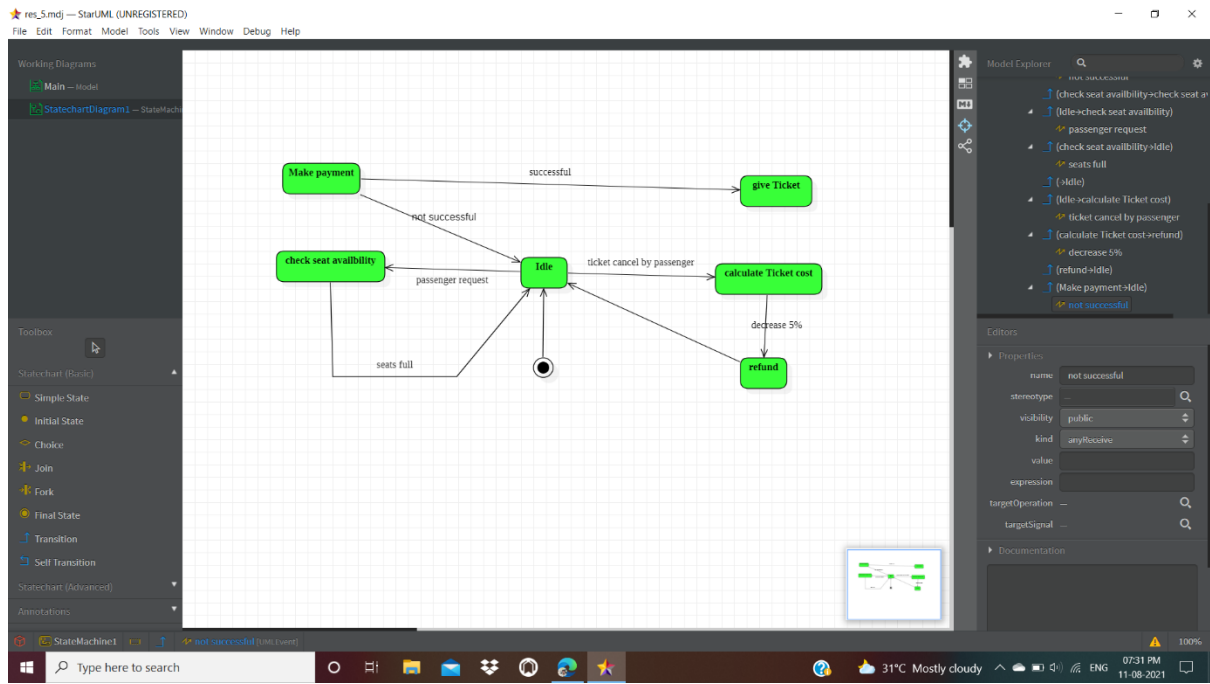 res_5.mdj — StarUML (UNREGISTERED)
File Edit Format Model Tools View Window Debug Help
Working Diagrams
Main — Model
StatechartDiagram1 — StateMachi
Toolbox
Statechart (Basic)
Simple State
Initial State
Choice
Join
Fork
Final State
Transition
Self Transition
Statechart (Advanced)
Annotations
Make payment
successful
give Ticket
not successful
check seat availbility
Idle
ticket cancel by passenger
calculate Ticket cost
passenger request
decrease 5%
seats full
refund
Model Explorer
not successful
(check seat availbility→check seat av
(Idle→check seat availbility)
passenger request
(check seat availbility→Idle)
seats full
(→Idle)
(Idle→calculate Ticket cost)
ticket cancel by passenger
(calculate Ticket cost→refund)
decrease 5%
(refund→Idle)
(Make payment→Idle)
not successful
Editors
Properties
name not successful
stereotype —
visibility public
kind anyReceive
value
expression
targetOperation —
targetSignal —
Documentation
StateMachine1 not successful [UMLEvent] 100%
Type here to search
31°C Mostly cloudy ENG
07:31 PM
11-08-2021